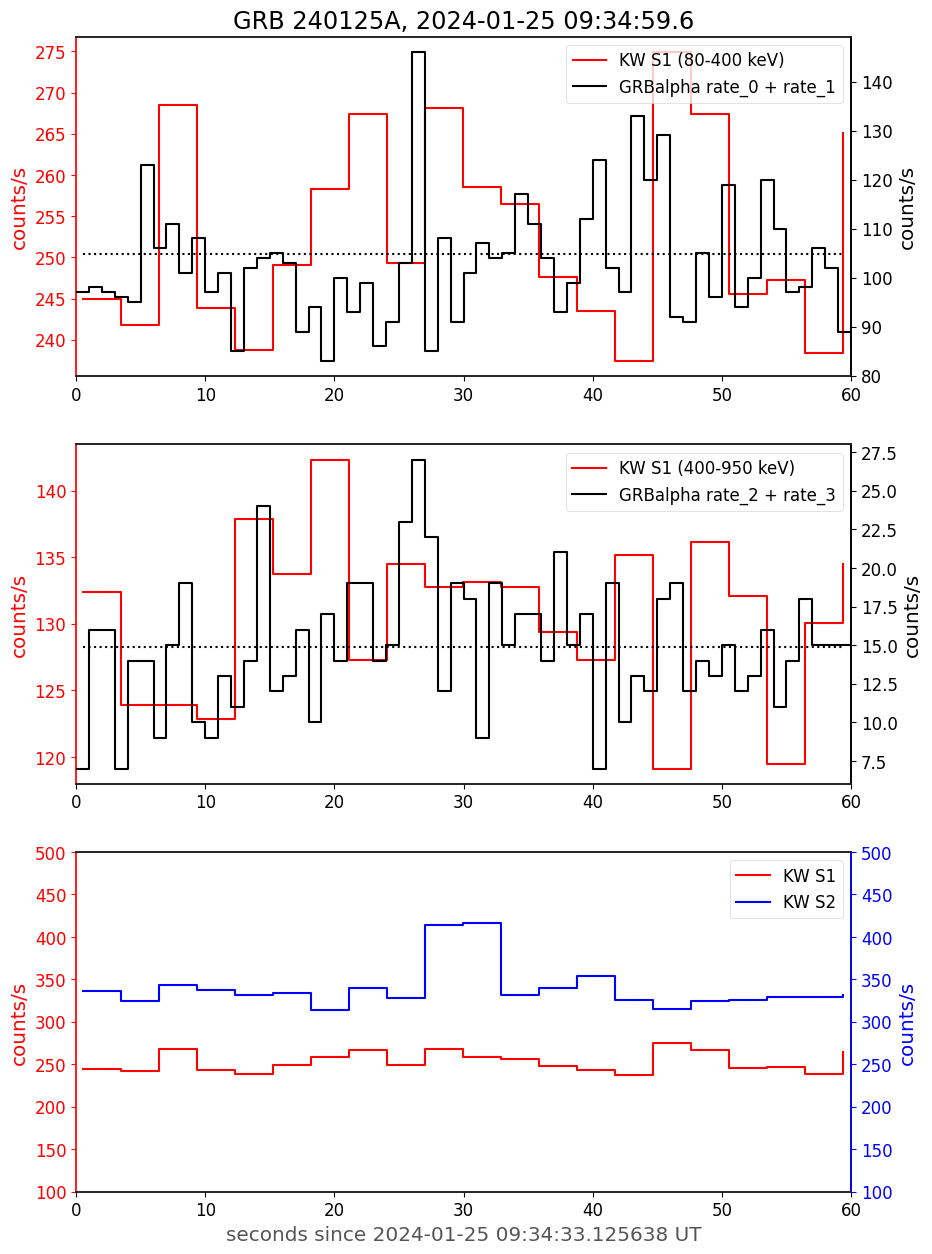 GRB 240125A, 2024-01-25 09:34:59.6
275
270
265
260
255
250
245
240
counts/s
KW S1 (80-400 keV)
GRBalpha rate_0 + rate_1
140
130
120
110
100
90
80
counts/s
0 10 20 30 40 50 60
140
135
130
125
120
counts/s
KW S1 (400-950 keV)
GRBalpha rate_2 + rate_3
27.5
25.0
22.5
20.0
17.5
15.0
12.5
10.0
7.5
counts/s
0 10 20 30 40 50 60
500
450
400
350
300
250
200
150
100
counts/s
KW S1
KW S2
500
450
400
350
300
250
200
150
100
counts/s
0 10 20 30 40 50 60
seconds since 2024-01-25 09:34:33.125638 UT